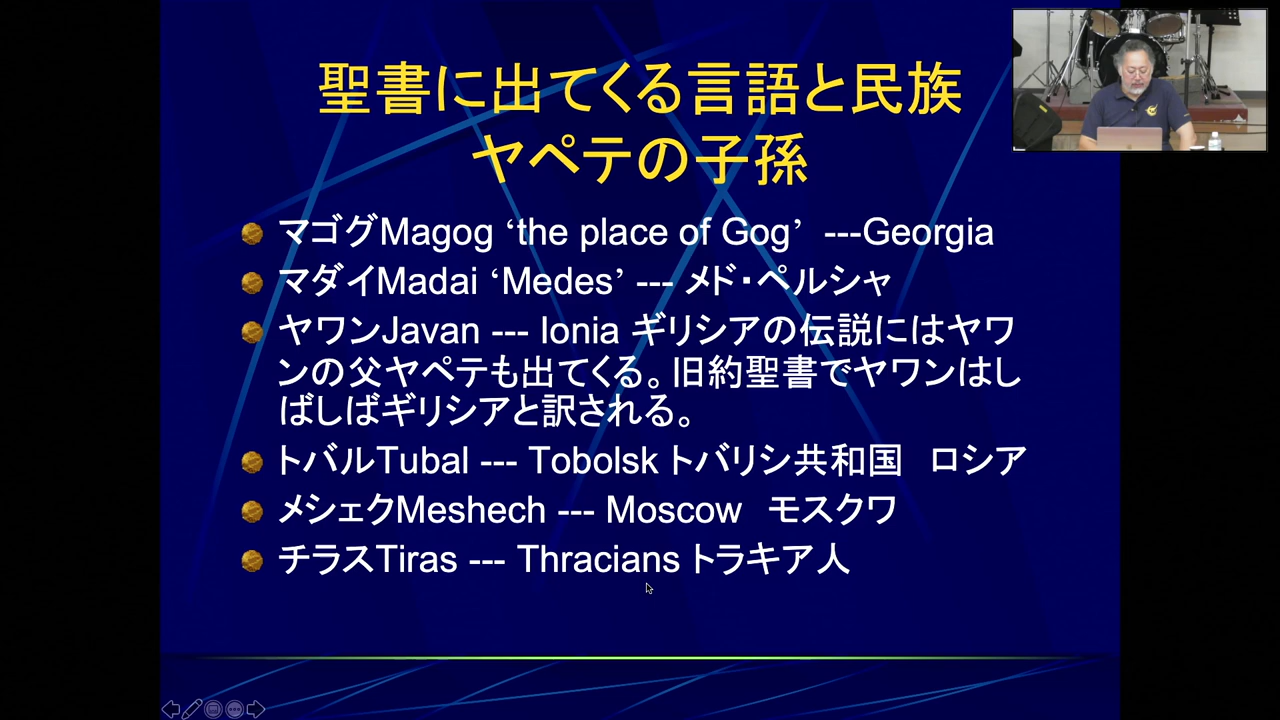 聖書に出てくる言語と民族
ヤペテの子孫
マゴグMagog ‘the place of Gog’ ---Georgia
マダイMadai ‘Medes’ --- メド・ペルシャ
ヤワンJavan --- Ionia ギリシアの伝説にはヤワ
ンの父ヤペテも出てくる。旧約聖書でヤワンはし
ばしばギリシアと訳される。
トバルTubal --- Tobolsk トバリシ共和国　ロシア
メシェクMeshech --- Moscow　モスクワ
チラスTiras --- Thracians トラキア人